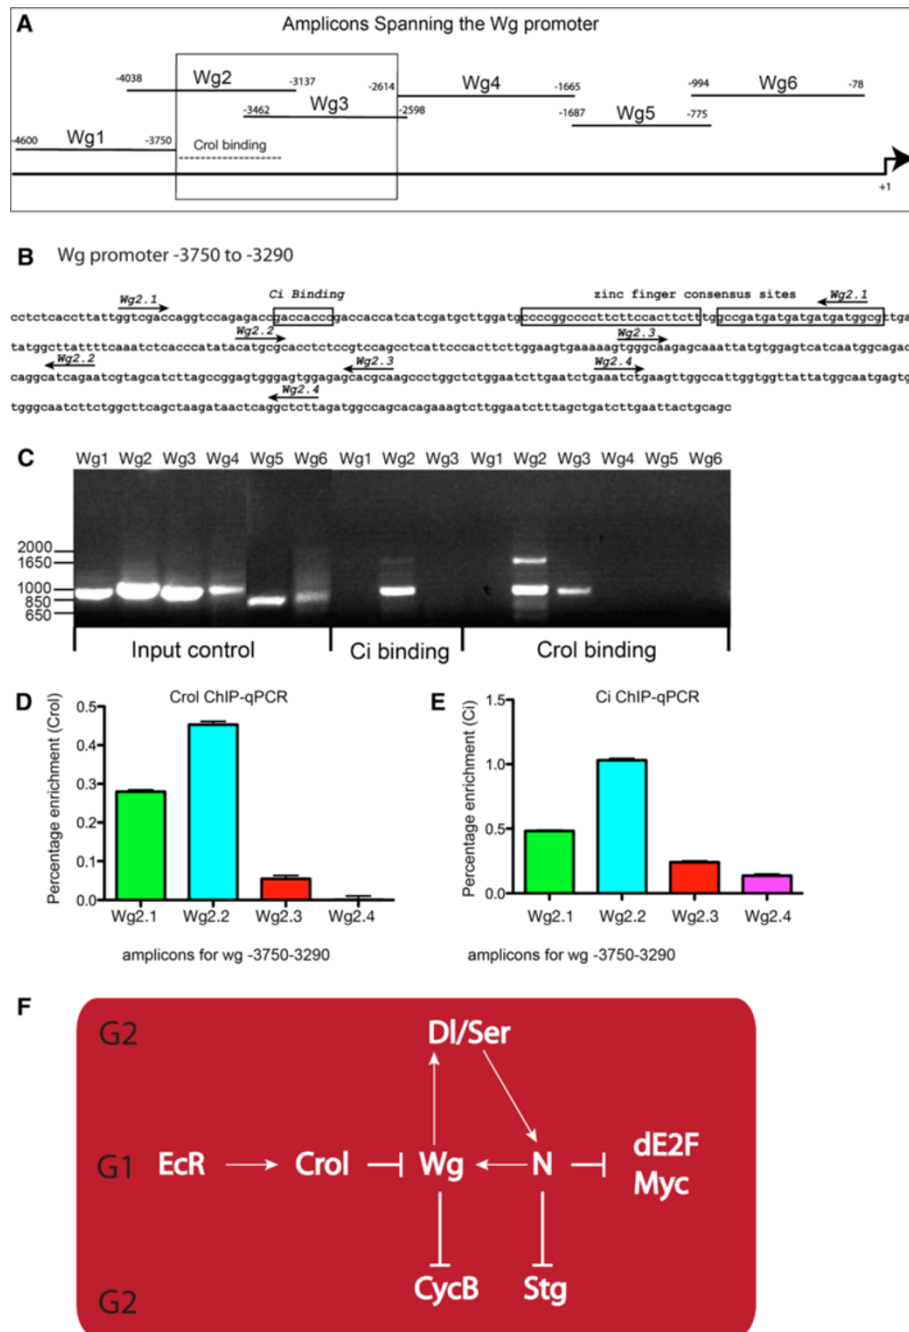 A
Amplicons Spanning the Wg promoter
-4038 Wg2 -3137 -2614 Wg4 -1665 -994 Wg6 -78
-3462 Wg3 -2598 -1687 Wg5 -775
-4600 Wg1 -3750
Crol binding
+1
B Wg promoter -3750 to -3290
Wg2.1 Ci Binding zinc finger consensus sites Wg2.1
cctctcaccttattggtcgaccaggtccagagaccgaccacccgaccaccatcatcgatgcttggatgccccggccccttcttccacttctttggccgatgatgatgatgatggcgctga
Wg2.2 Wg2.3
tatggcttattttcaaatctcacccatatacatgcgcacctctccgtccagcctcattcccacttcttggaagtgaaaaagtgggcaagagcaaattatgtggagtcatcaatggcagac
Wg2.2 Wg2.3 Wg2.4
caggcatcagaatcgtagcatcttagccggagtgggagtggagagcacgcaagccctggctctggaatcttgaatctgaaatctgaagttggccattggtggttattatggcaatgagtg
Wg2.4
tgggcaatcttctggcttcagctaagataactcaggctcttagatggccagcacagaaagtcttggaatctttagctgatcttgaattactgcagc
C
Wg1 Wg2 Wg3 Wg4 Wg5 Wg6 Wg1 Wg2 Wg3 Wg1 Wg2 Wg3 Wg4 Wg5 Wg6
2000
1650
1000
850
650
Input control Ci binding Crol binding
D
Crol ChIP-qPCR
Percentage enrichment (Crol)
0.5
0.4
0.3
0.2
0.1
0.0
Wg2.1 Wg2.2 Wg2.3 Wg2.4
amplicons for wg -3750-3290
E
Ci ChIP-qPCR
Percentage enrichment (Ci)
1.5
1.0
0.5
0.0
Wg2.1 Wg2.2 Wg2.3 Wg2.4
amplicons for wg -3750-3290
F
G2 Dl/Ser
G1 EcR Crol Wg N dE2F
Myc
G2 CycB Stg